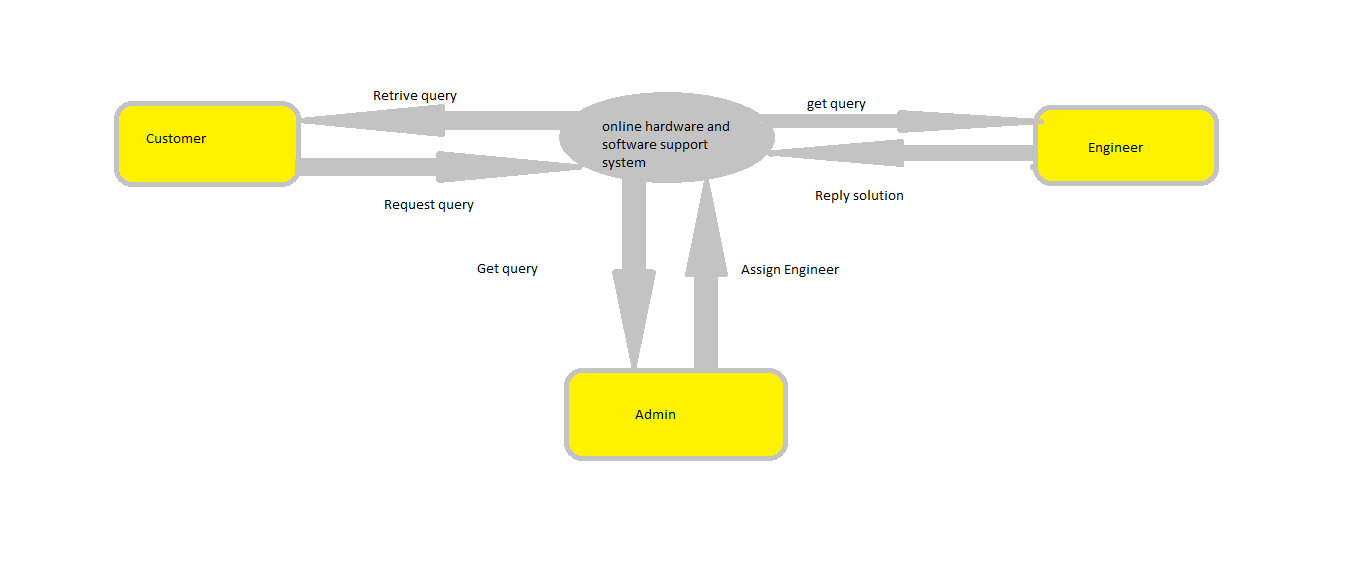 Retrive query
get query
Customer
online hardware and
software support
system
Engineer
Request query
Reply solution
Get query
Assign Engineer
Admin